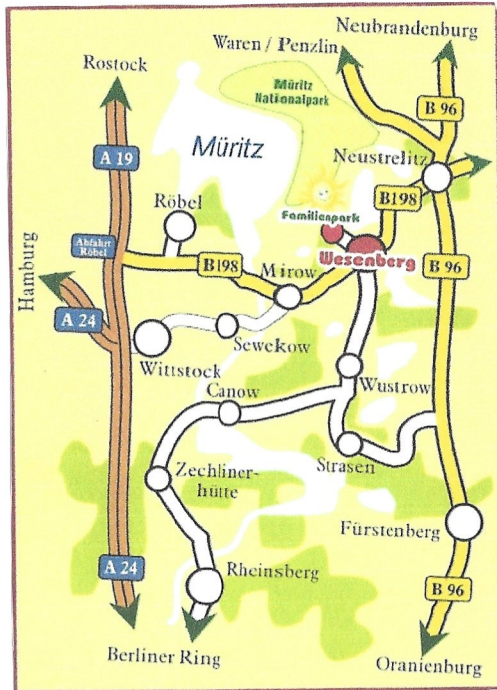 Neubrandenburg
Waren / Penzlin
Rostock
Müritz
Nationalpark
B 96
A 19
Müritz
Neustrelitz
Röbel
Familienpark
B198
Abfahrt
Röbel
Hamburg
B198
Wesenberg
B 96
Mirow
A 24
Sewekow
Wittstock
Canow
Wustrow
Strasen
Zechliner-
hütte
Fürstenberg
A 24
Rheinsberg
B 96
Berliner Ring
Oranienburg